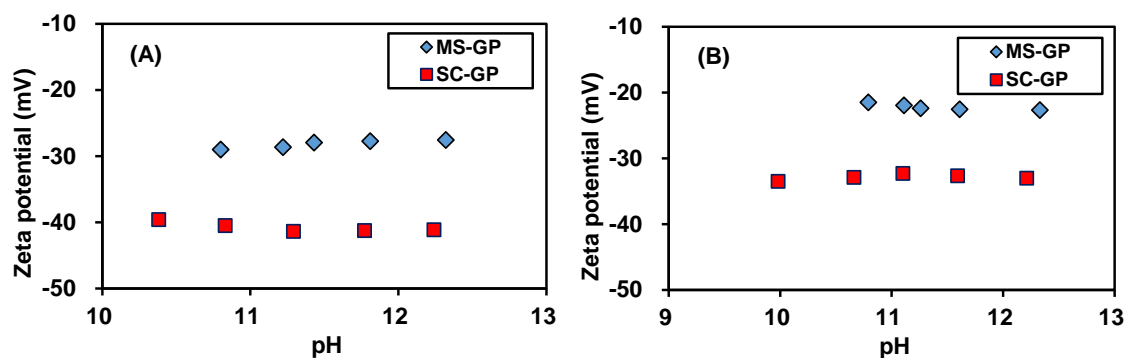 (A)
MS-GP
SC-GP
Zeta potential (mV)
-10
-20
-30
-40
-50
10 11 12 13
pH
(B)
MS-GP
SC-GP
Zeta potential (mV)
-10
-20
-30
-40
-50
9 10 11 12 13
pH